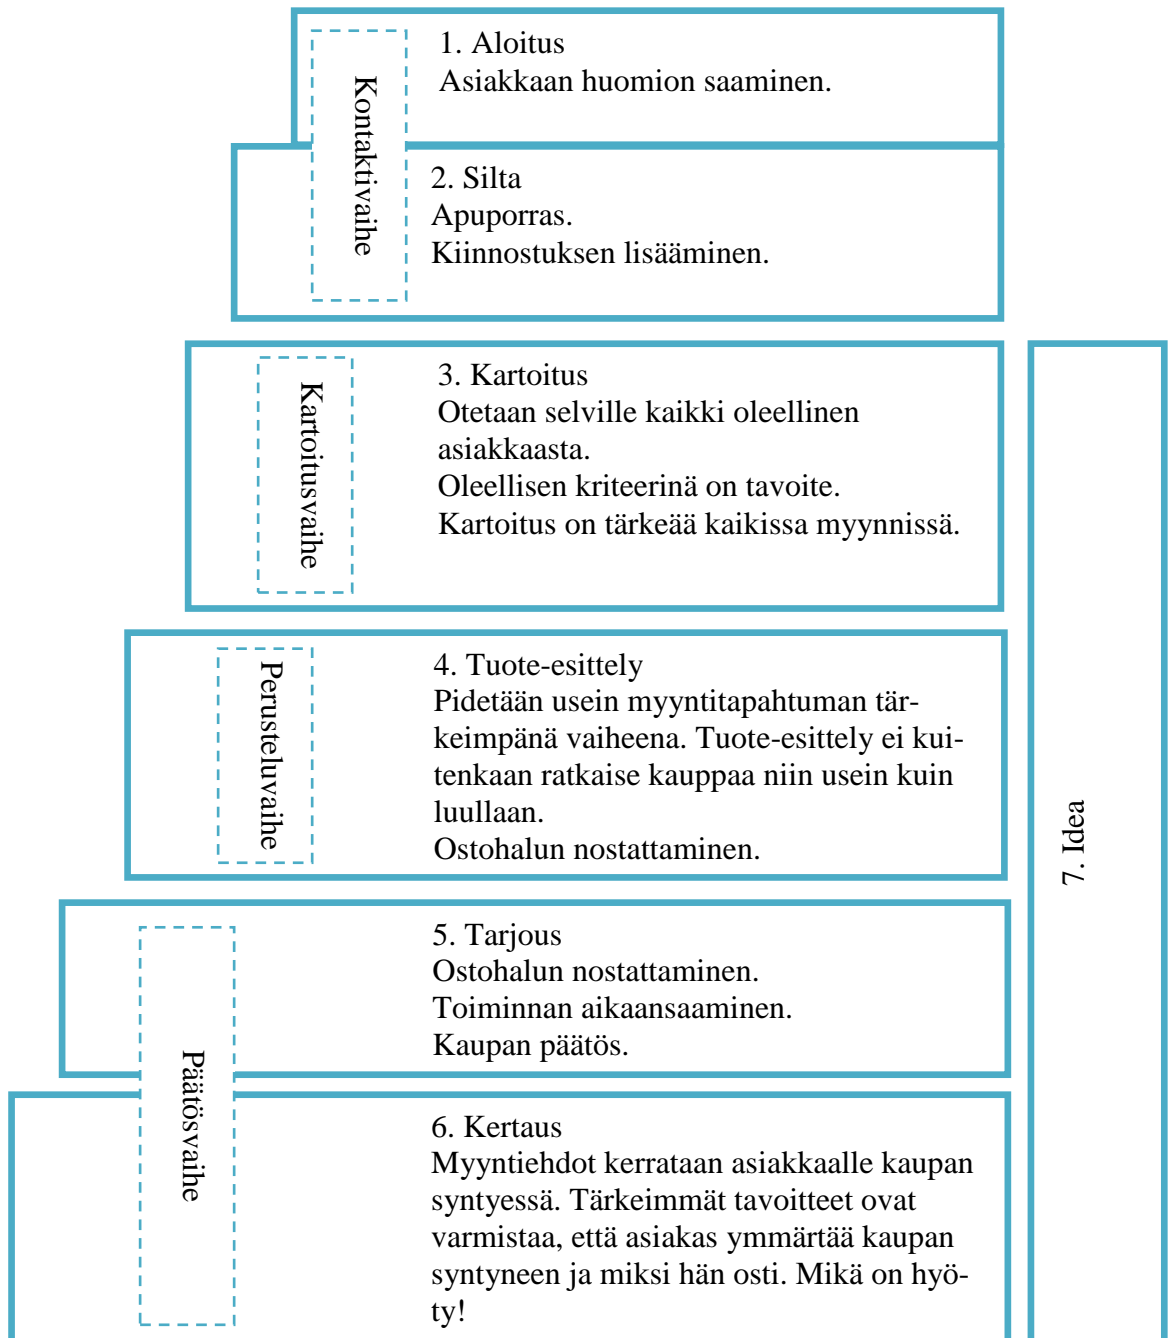 Kontaktivaihe
1. Aloitus
Asiakkaan huomion saaminen.
2. Silta
Apuporras.
Kiinnostuksen lisääminen.
Kartoitusvaihe
3. Kartoitus
Otetaan selville kaikki oleellinen
asiakkaasta.
Oleellisen kriteerinä on tavoite.
Kartoitus on tärkeää kaikissa myynnissä.
Perusteluvaihe
4. Tuote-esittely
Pidetään usein myyntitapahtuman tär-
keimpänä vaiheena. Tuote-esittely ei kui-
tenkaan ratkaise kauppaa niin usein kuin
luullaan.
Ostohalun nostattaminen.
Päätösvaihe
5. Tarjous
Ostohalun nostattaminen.
Toiminnan aikaansaaminen.
Kaupan päätös.
6. Kertaus
Myyntiehdot kerrataan asiakkaalle kaupan
syntyessä. Tärkeimmät tavoitteet ovat
varmistaa, että asiakas ymmärtää kaupan
syntyneen ja miksi hän osti. Mikä on hyö-
ty!
7. Idea